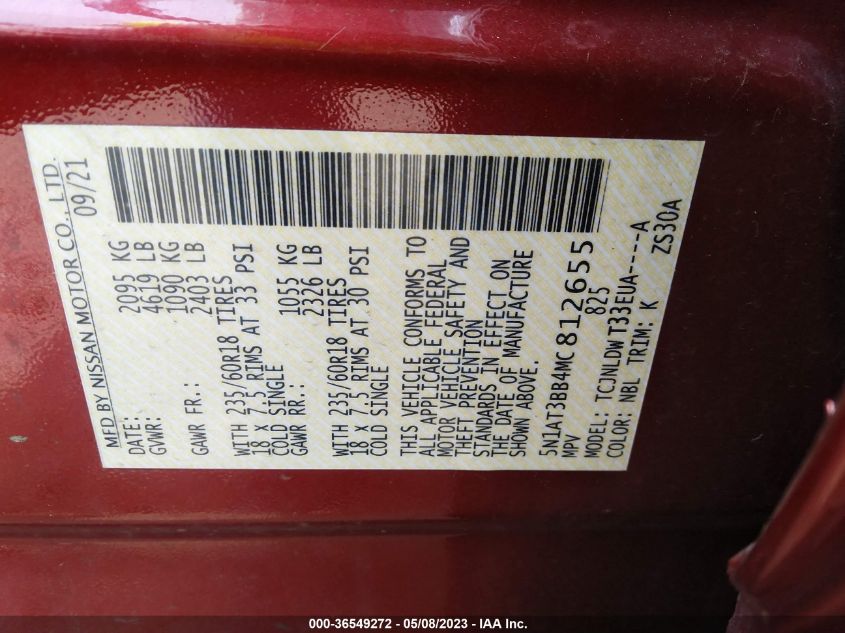 MFD BY NISSAN MOTOR CO., LTD.
DATE: 09/21
GVWR: 2095 KG
4619 LB
GAWR FR.: 1090 KG
2403 LB
WITH 235/60R18 TIRES
18 x 7.5 RIMS AT 33 PSI
COLD SINGLE
GAWR RR.: 1055 KG
2326 LB
WITH 235/60R18 TIRES
18 x 7.5 RIMS AT 30 PSI
COLD SINGLE
THIS VEHICLE CONFORMS TO
ALL APPLICABLE FEDERAL
MOTOR VEHICLE SAFETY AND
THEFT PREVENTION
STANDARDS IN EFFECT ON
THE DATE OF MANUFACTURE
SHOWN ABOVE.
5N1AT3BB4MC812655
MPV 825
MODEL: TCJNLDWT33EUA----A
COLOR: NBL TRIM: K ZS30A
000-36549272 - 05/08/2023 - IAA Inc.